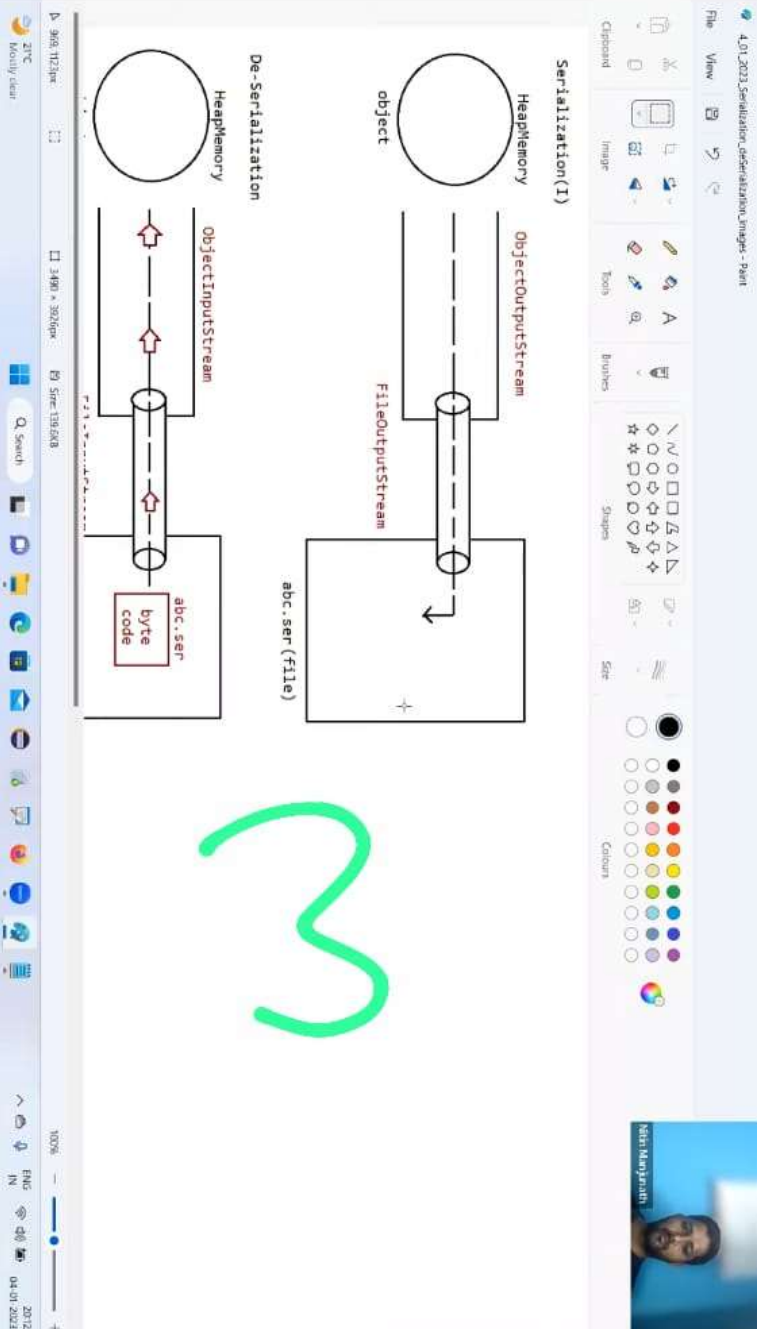 4_01_2023_Serialization_deSerialization_images - Paint
File View
Clipboard
Image
Tools
Brushes
Shapes
Size
Colours
Nitin Manjunath
Serialization(I)
HeapMemory
ObjectOutputStream
object
FileOutputStream
abc.ser(file)
De-Serialization
HeapMemory
ObjectInputStream
abc.ser
byte
code
3
969, 1123px
3490 × 3926px
Size: 139.6KB
100%
21°C
Mostly clear
Search
ENG
IN
20:12
04-01-2023